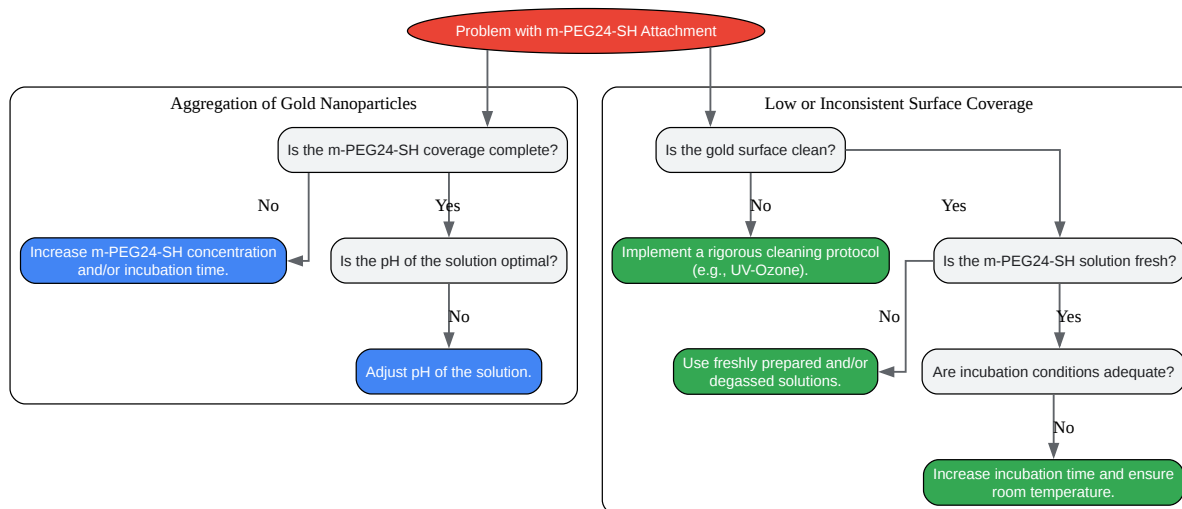 Problem with m-PEG24-SH Attachment
Aggregation of Gold Nanoparticles
Is the m-PEG24-SH coverage complete?
No
Yes
Increase m-PEG24-SH concentration
and/or incubation time.
Is the pH of the solution optimal?
No
Adjust pH of the solution.
Low or Inconsistent Surface Coverage
Is the gold surface clean?
No
Yes
Implement a rigorous cleaning protocol
(e.g., UV-Ozone).
Is the m-PEG24-SH solution fresh?
No
Yes
Use freshly prepared and/or
degassed solutions.
Are incubation conditions adequate?
No
Increase incubation time and ensure
room temperature.